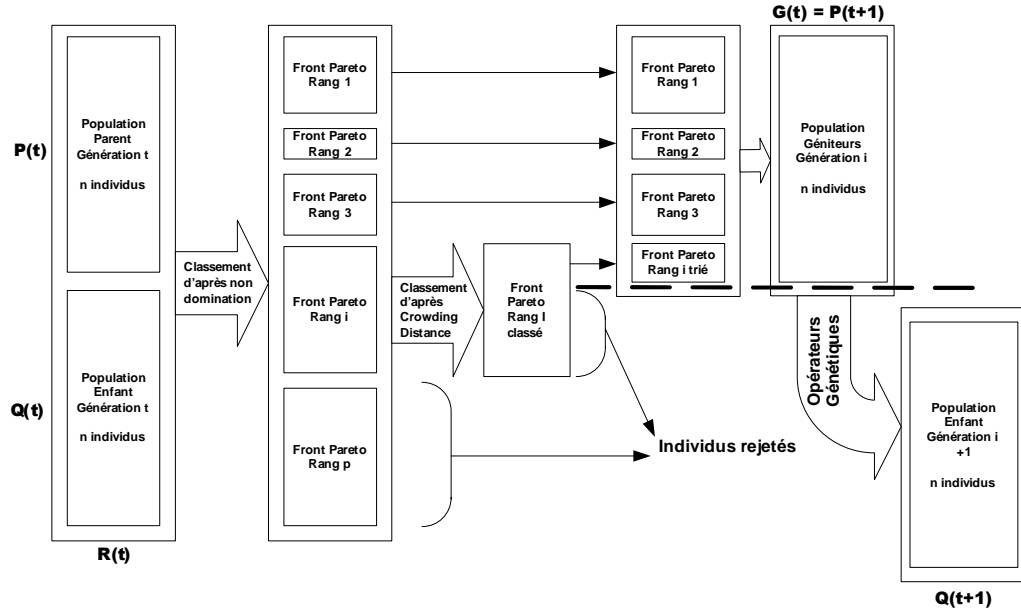 G(t) = P(t+1)
P(t)
Population
Parent
Génération t
n individus
Q(t)
Population
Enfant
Génération t
n individus
R(t)
Classement
d'après non
domination
Front Pareto
Rang 1
Front Pareto
Rang 2
Front Pareto
Rang 3
Front Pareto
Rang i
Front Pareto
Rang p
Classement
d'après
Crowding
Distance
Front
Pareto
Rang I
classé
Front Pareto
Rang 1
Front Pareto
Rang 2
Front Pareto
Rang 3
Front Pareto
Rang i trié
Individus rejetés
Population
Géniteurs
Génération i
n individus
Opérateurs
Génétiques
Population
Enfant
Génération i
+1
n individus
Q(t+1)